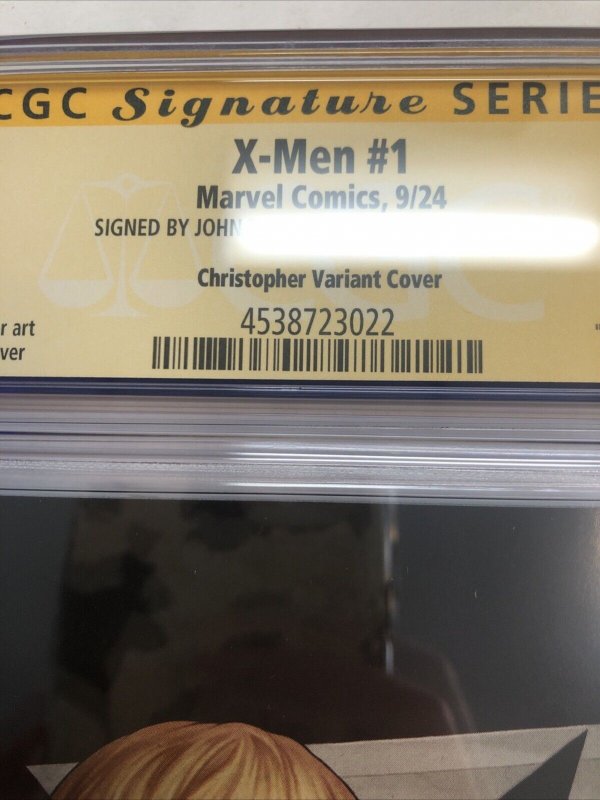 CGC Signature SERIE
X-Men #1
Marvel Comics, 9/24
SIGNED BY JOHN
Christopher Variant Cover
r art
ver
4538723022